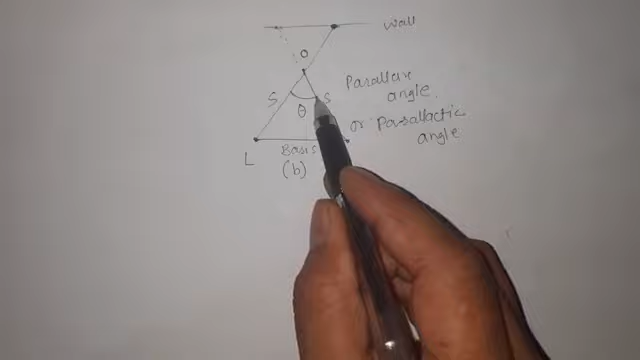 wall
O
Parallax
angle.
S S
θ
or Parallactic
angle
Basis
L
(b)